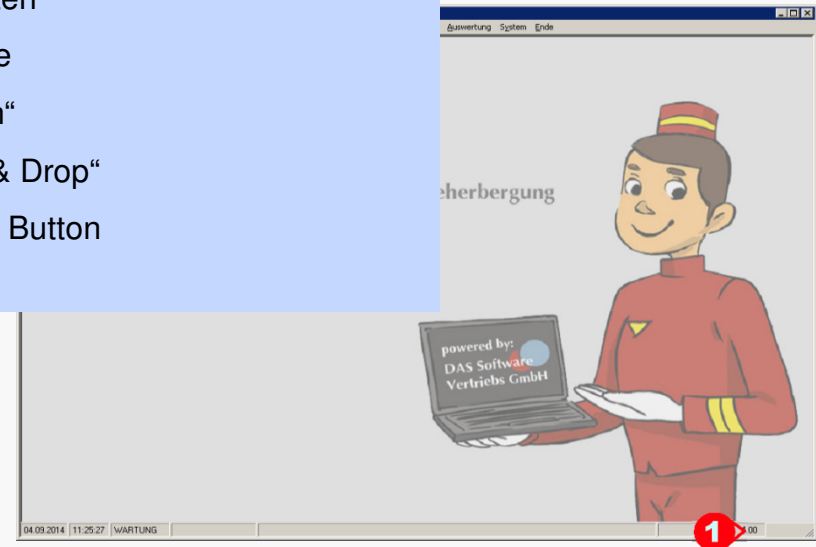 Auswertung System Ende
“
& Drop“
Button
eherbergung
powered by:
DAS Software
Vertriebs GmbH
04.09.2014 11:25:27 WARTUNG
1
00